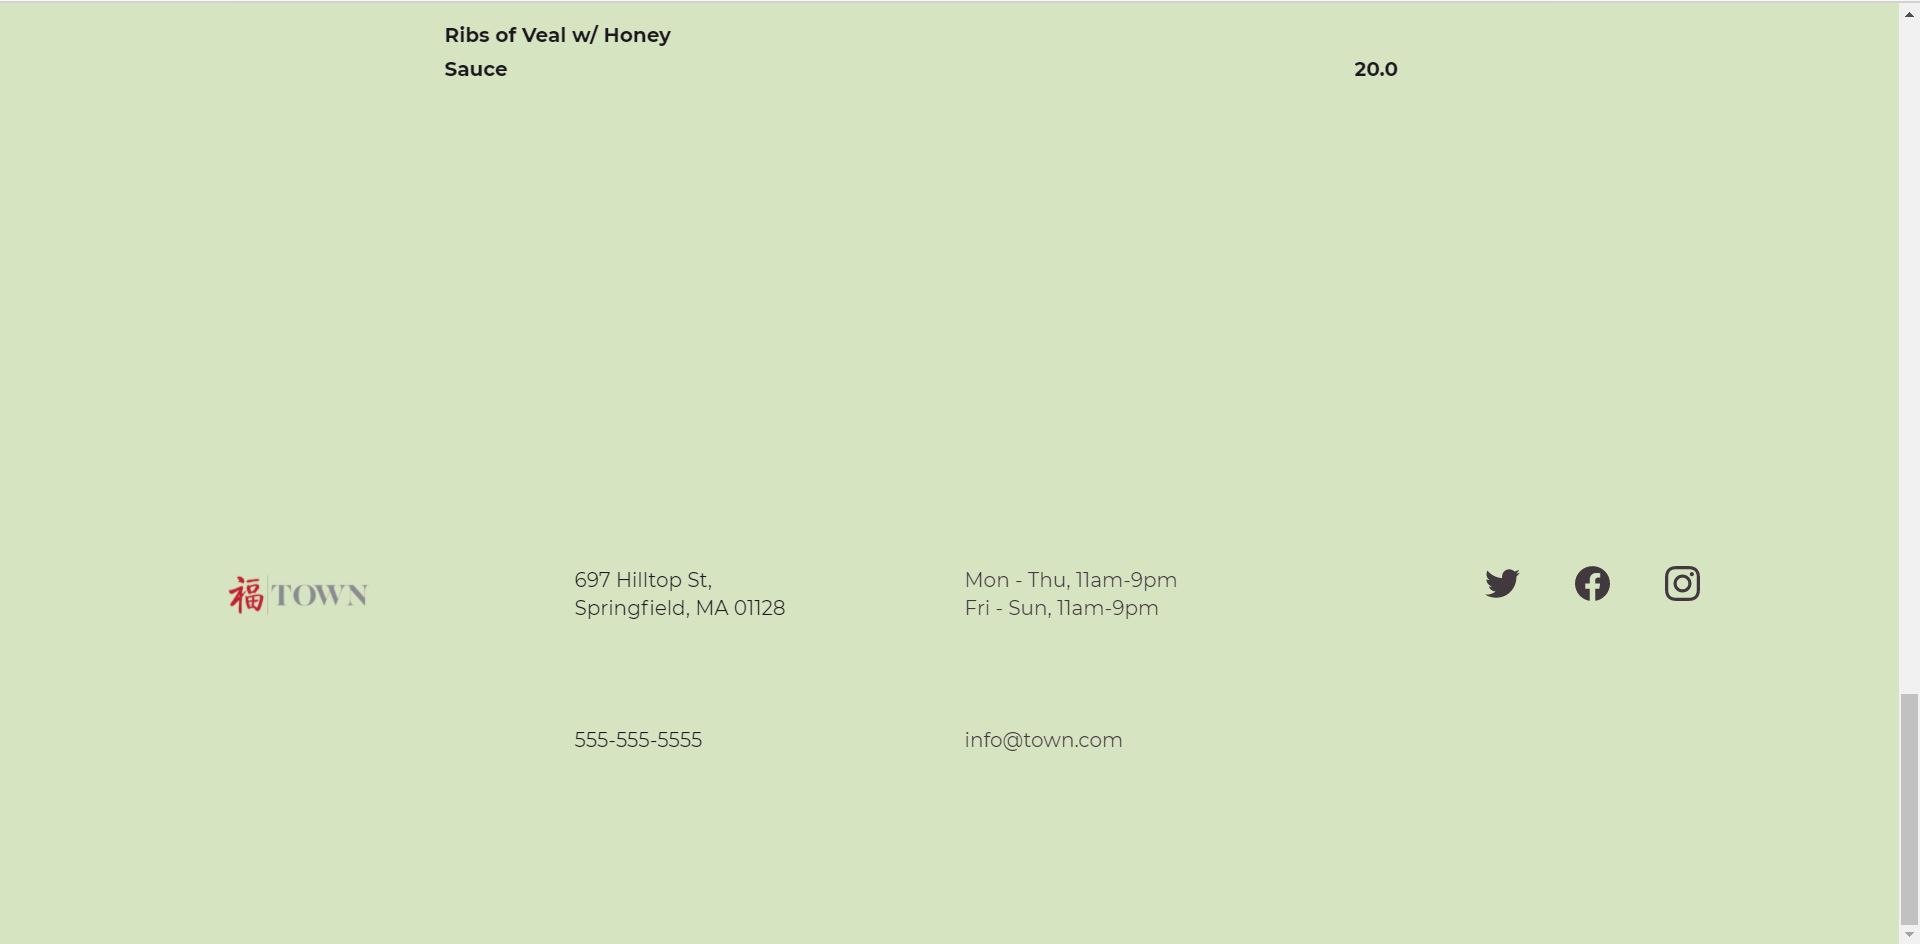 Ribs of Veal w/ Honey
Sauce 20.0
福 TOWN
697 Hilltop St,
Springfield, MA 01128
Mon - Thu, 11am-9pm
Fri - Sun, 11am-9pm
555-555-5555
info@town.com